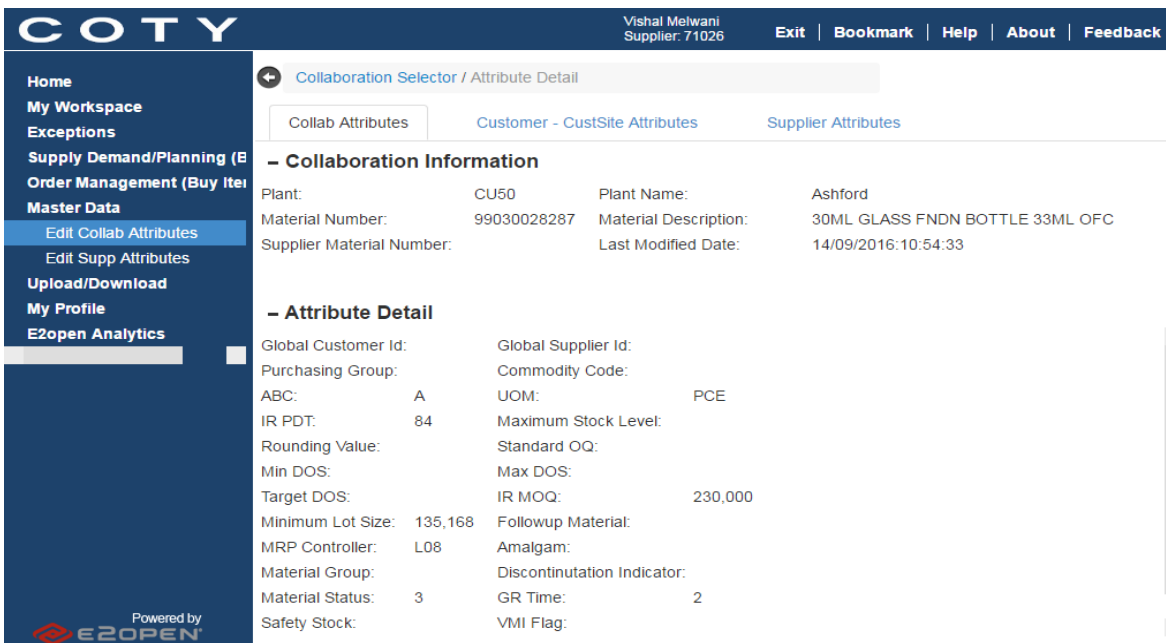 COTY
Vishal Melwani
Supplier: 71026
Exit | Bookmark | Help | About | Feedback
Home
My Workspace
Exceptions
Supply Demand/Planning (B
Order Management (Buy Iter
Master Data
Edit Collab Attributes
Edit Supp Attributes
Upload/Download
My Profile
E2open Analytics
Powered by
E2OPEN
Collaboration Selector / Attribute Detail
Collab Attributes Customer - CustSite Attributes Supplier Attributes
– Collaboration Information
Plant: CU50 Plant Name: Ashford
Material Number: 99030028287 Material Description: 30ML GLASS FNDN BOTTLE 33ML OFC
Supplier Material Number: Last Modified Date: 14/09/2016:10:54:33
– Attribute Detail
Global Customer Id: Global Supplier Id:
Purchasing Group: Commodity Code:
ABC: A UOM: PCE
IR PDT: 84 Maximum Stock Level:
Rounding Value: Standard OQ:
Min DOS: Max DOS:
Target DOS: IR MOQ: 230,000
Minimum Lot Size: 135,168 Followup Material:
MRP Controller: L08 Amalgam:
Material Group: Discontinutation Indicator:
Material Status: 3 GR Time: 2
Safety Stock: VMI Flag: